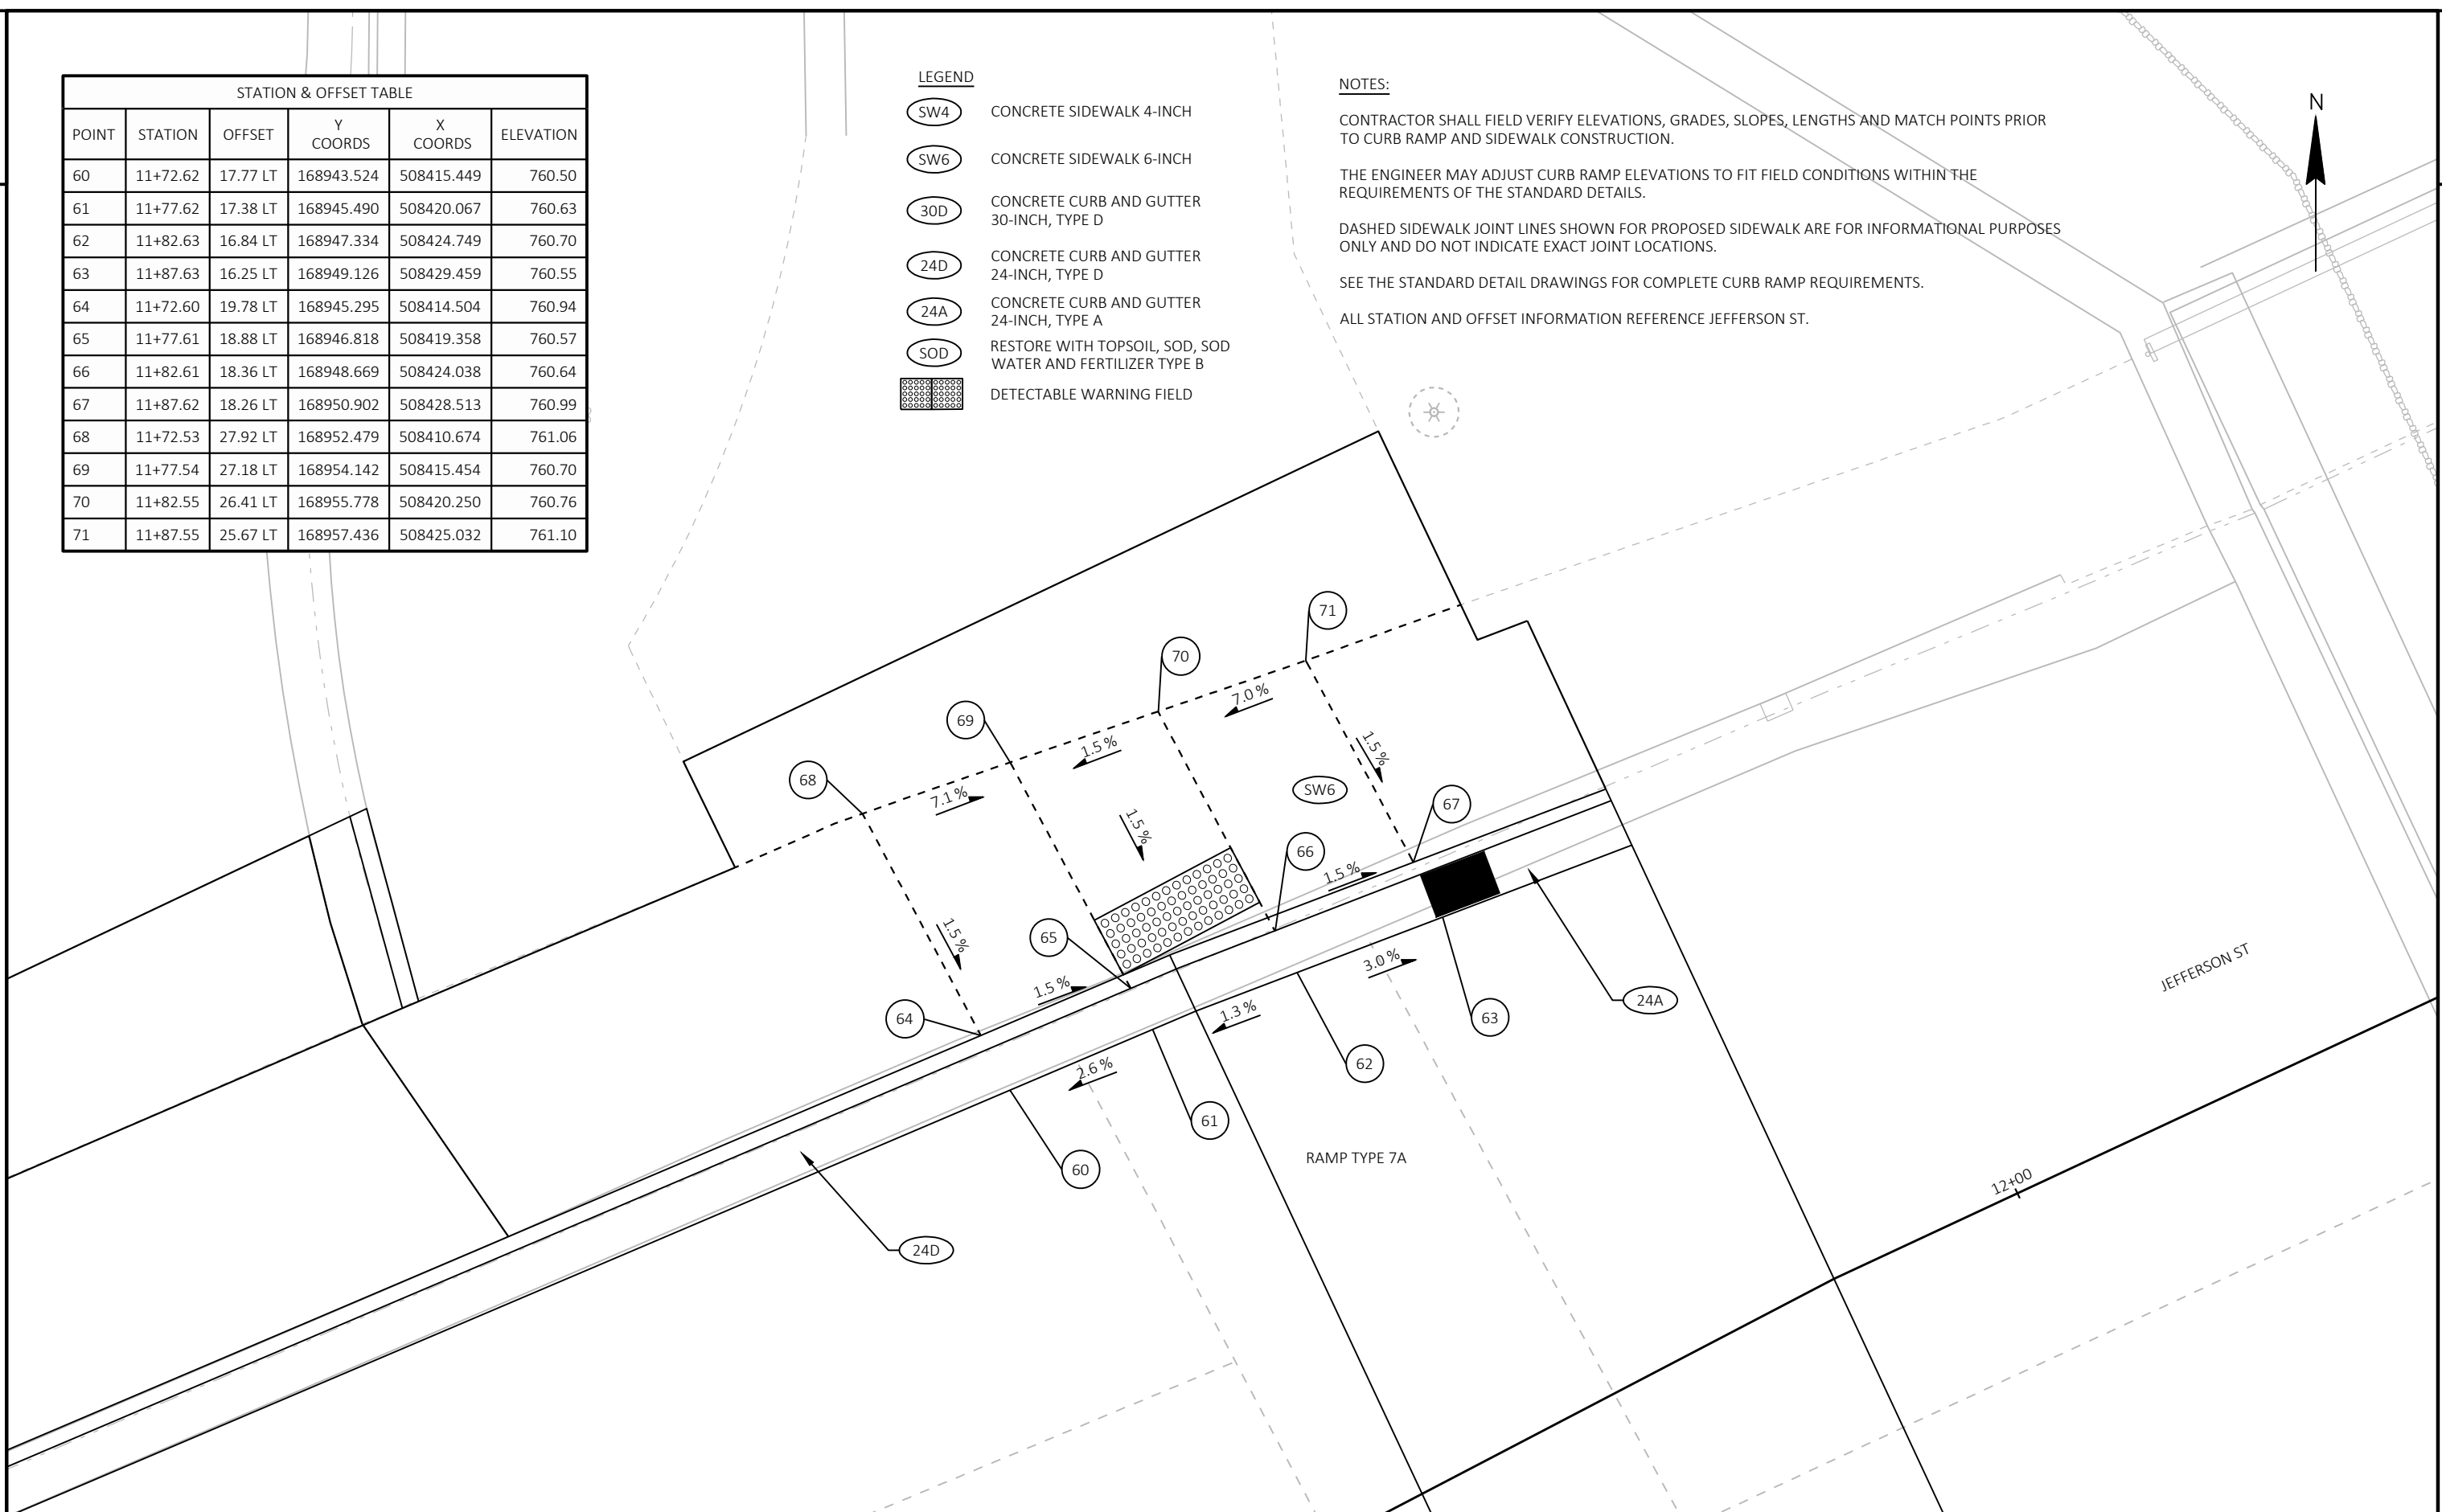 STATION & OFFSET TABLE
POINT STATION OFFSET Y COORDS X COORDS ELEVATION
60 11+72.62 17.77 LT 168943.524 508415.449 760.50
61 11+77.62 17.38 LT 168945.490 508420.067 760.63
62 11+82.63 16.84 LT 168947.334 508424.749 760.70
63 11+87.63 16.25 LT 168949.126 508429.459 760.55
64 11+72.60 19.78 LT 168945.295 508414.504 760.94
65 11+77.61 18.88 LT 168946.818 508419.358 760.57
66 11+82.61 18.36 LT 168948.669 508424.038 760.64
67 11+87.62 18.26 LT 168950.902 508428.513 760.99
68 11+72.53 27.92 LT 168952.479 508410.674 761.06
69 11+77.54 27.18 LT 168954.142 508415.454 760.70
70 11+82.55 26.41 LT 168955.778 508420.250 760.76
71 11+87.55 25.67 LT 168957.436 508425.032 761.10
LEGEND
SW4 CONCRETE SIDEWALK 4-INCH
SW6 CONCRETE SIDEWALK 6-INCH
30D CONCRETE CURB AND GUTTER
30-INCH, TYPE D
24D CONCRETE CURB AND GUTTER
24-INCH, TYPE D
24A CONCRETE CURB AND GUTTER
24-INCH, TYPE A
SOD RESTORE WITH TOPSOIL, SOD, SOD
WATER AND FERTILIZER TYPE B
DETECTABLE WARNING FIELD
NOTES:
CONTRACTOR SHALL FIELD VERIFY ELEVATIONS, GRADES, SLOPES, LENGTHS AND MATCH POINTS PRIOR
TO CURB RAMP AND SIDEWALK CONSTRUCTION.
THE ENGINEER MAY ADJUST CURB RAMP ELEVATIONS TO FIT FIELD CONDITIONS WITHIN THE
REQUIREMENTS OF THE STANDARD DETAILS.
DASHED SIDEWALK JOINT LINES SHOWN FOR PROPOSED SIDEWALK ARE FOR INFORMATIONAL PURPOSES
ONLY AND DO NOT INDICATE EXACT JOINT LOCATIONS.
SEE THE STANDARD DETAIL DRAWINGS FOR COMPLETE CURB RAMP REQUIREMENTS.
ALL STATION AND OFFSET INFORMATION REFERENCE JEFFERSON ST.
N
71
70
7.0 %
69
1.5 %
1.5 %
68
7.1 %
SW6
67
1.5 %
66
1.5 %
65
1.5 %
1.5 %
64
3.0 %
1.3 %
63
24A
JEFFERSON ST
62
2.6 %
61
60
RAMP TYPE 7A
12+00
24D